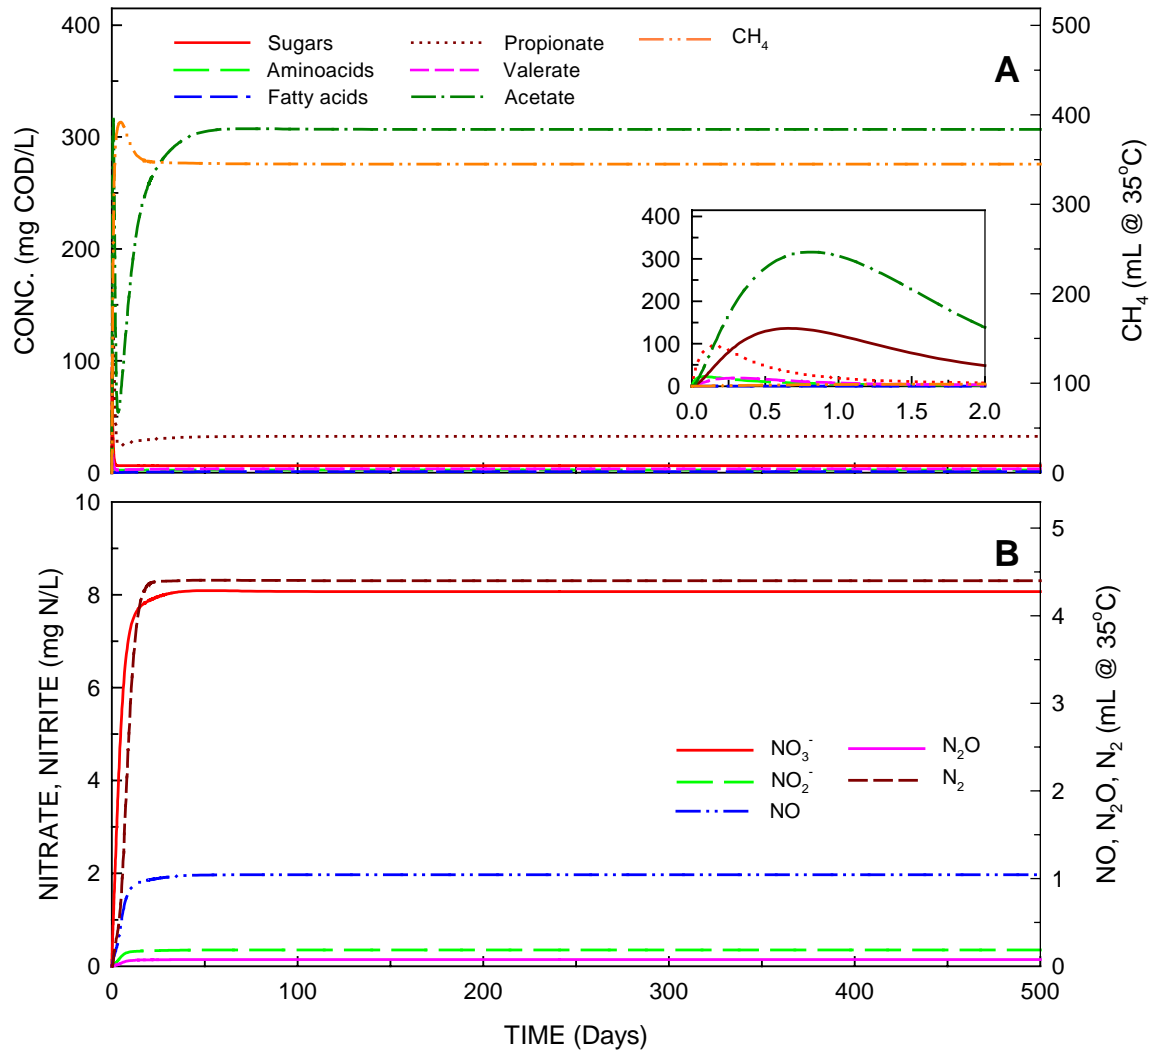 400
300
200
100
0
CONC. (mg COD/L)
Sugars
Aminoacids
Fatty acids
Propionate
Valerate
Acetate
CH4
A
500
400
300
200
100
0
CH4 (mL @ 35oC)
400
300
200
100
0
0.0 0.5 1.0 1.5 2.0
10
8
6
4
2
0
NITRATE, NITRITE (mg N/L)
B
NO3-
NO2-
NO
N2O
N2
5
4
3
2
1
0
NO, N2O, N2 (mL @ 35oC)
0 100 200 300 400 500
TIME (Days)